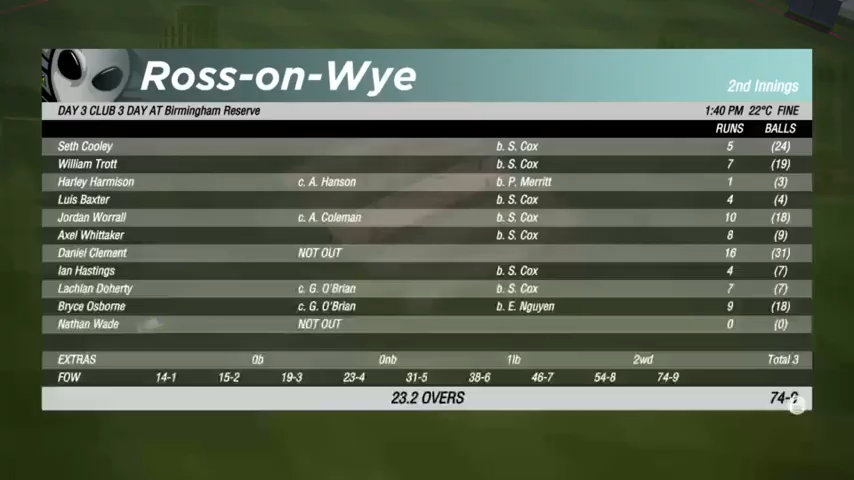 Ross-on-Wye
2nd Innings
DAY 3 CLUB 3 DAY AT Birmingham Reserve 1:40 PM 22°C FINE
RUNS BALLS
Seth Cooley b. S. Cox 5 (24)
William Trott b. S. Cox 7 (19)
Harley Harmison c. A. Hanson b. P. Merritt 1 (3)
Luis Baxter b. S. Cox 4 (4)
Jordan Worrall c. A. Coleman b. S. Cox 10 (18)
Axel Whittaker b. S. Cox 8 (9)
Daniel Clement NOT OUT 16 (31)
Ian Hastings b. S. Cox 4 (7)
Lachlan Doherty c. G. O'Brian b. S. Cox 7 (7)
Bryce Osborne c. G. O'Brian b. E. Nguyen 9 (18)
Nathan Wade NOT OUT 0 (0)
EXTRAS 0b 0nb 1lb 2wd Total 3
FOW 14-1 15-2 19-3 23-4 31-5 38-6 46-7 54-8 74-9
23.2 OVERS 74-9